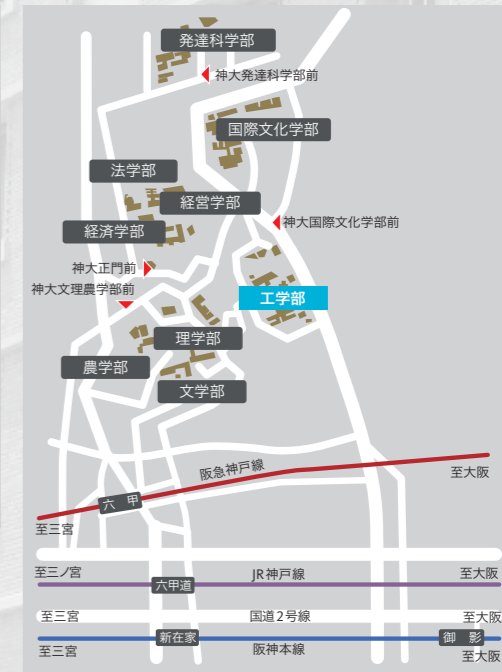 発達科学部
神大発達科学部前
国際文化学部
法学部
経営学部
神大国際文化学部前
経済学部
神大正門前
神大文理農学部前
工学部
理学部
農学部
文学部
阪急神戸線
至大阪
六 甲
至三宮
至三ノ宮
JR神戸線
至大阪
六甲道
至三宮
国道2号線
至大阪
新在家
御 影
至三宮
阪神本線
至大阪